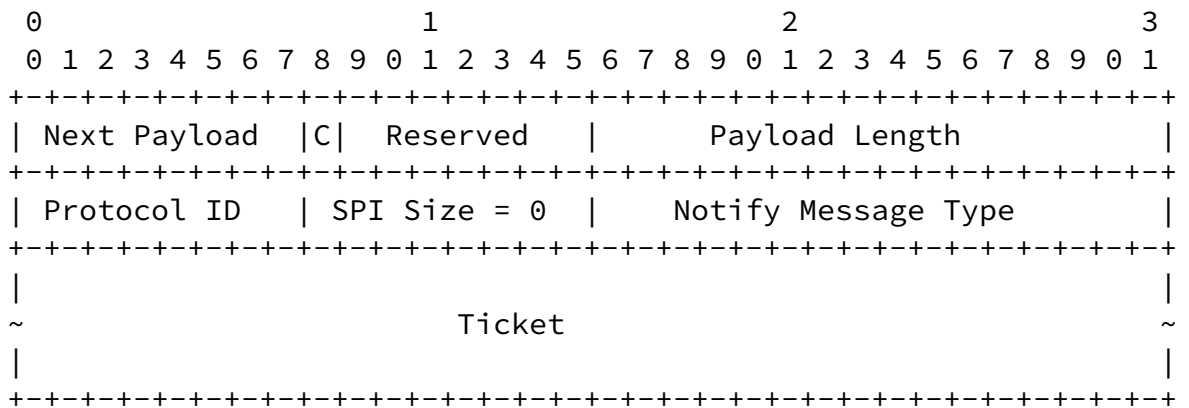 0                   1                   2                   3
 0 1 2 3 4 5 6 7 8 9 0 1 2 3 4 5 6 7 8 9 0 1 2 3 4 5 6 7 8 9 0 1
+-+-+-+-+-+-+-+-+-+-+-+-+-+-+-+-+-+-+-+-+-+-+-+-+-+-+-+-+-+-+-+-+
| Next Payload  |C|  Reserved   |      Payload Length           |
+-+-+-+-+-+-+-+-+-+-+-+-+-+-+-+-+-+-+-+-+-+-+-+-+-+-+-+-+-+-+-+-+
| Protocol ID   | SPI Size = 0  |    Notify Message Type        |
+-+-+-+-+-+-+-+-+-+-+-+-+-+-+-+-+-+-+-+-+-+-+-+-+-+-+-+-+-+-+-+-+
|                                                               |
~                        Ticket                                 ~
|                                                               |
+-+-+-+-+-+-+-+-+-+-+-+-+-+-+-+-+-+-+-+-+-+-+-+-+-+-+-+-+-+-+-+-+